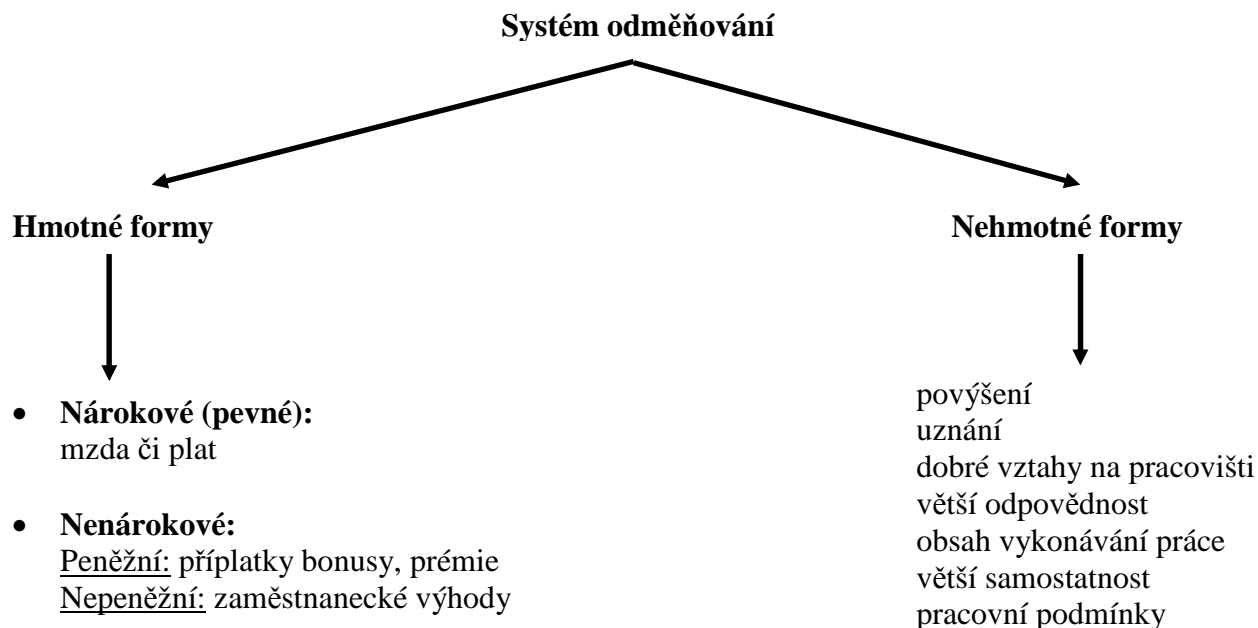 Systém odměňování
Hmotné formy
Nehmotné formy
• Nárokové (pevné):
mzda či plat
• Nenárokové:
Peněžní: příplatky bonusy, prémie
Nepeněžní: zaměstnanecké výhody
povýšení
uznání
dobré vztahy na pracovišti
větší odpovědnost
obsah vykonávání práce
větší samostatnost
pracovní podmínky